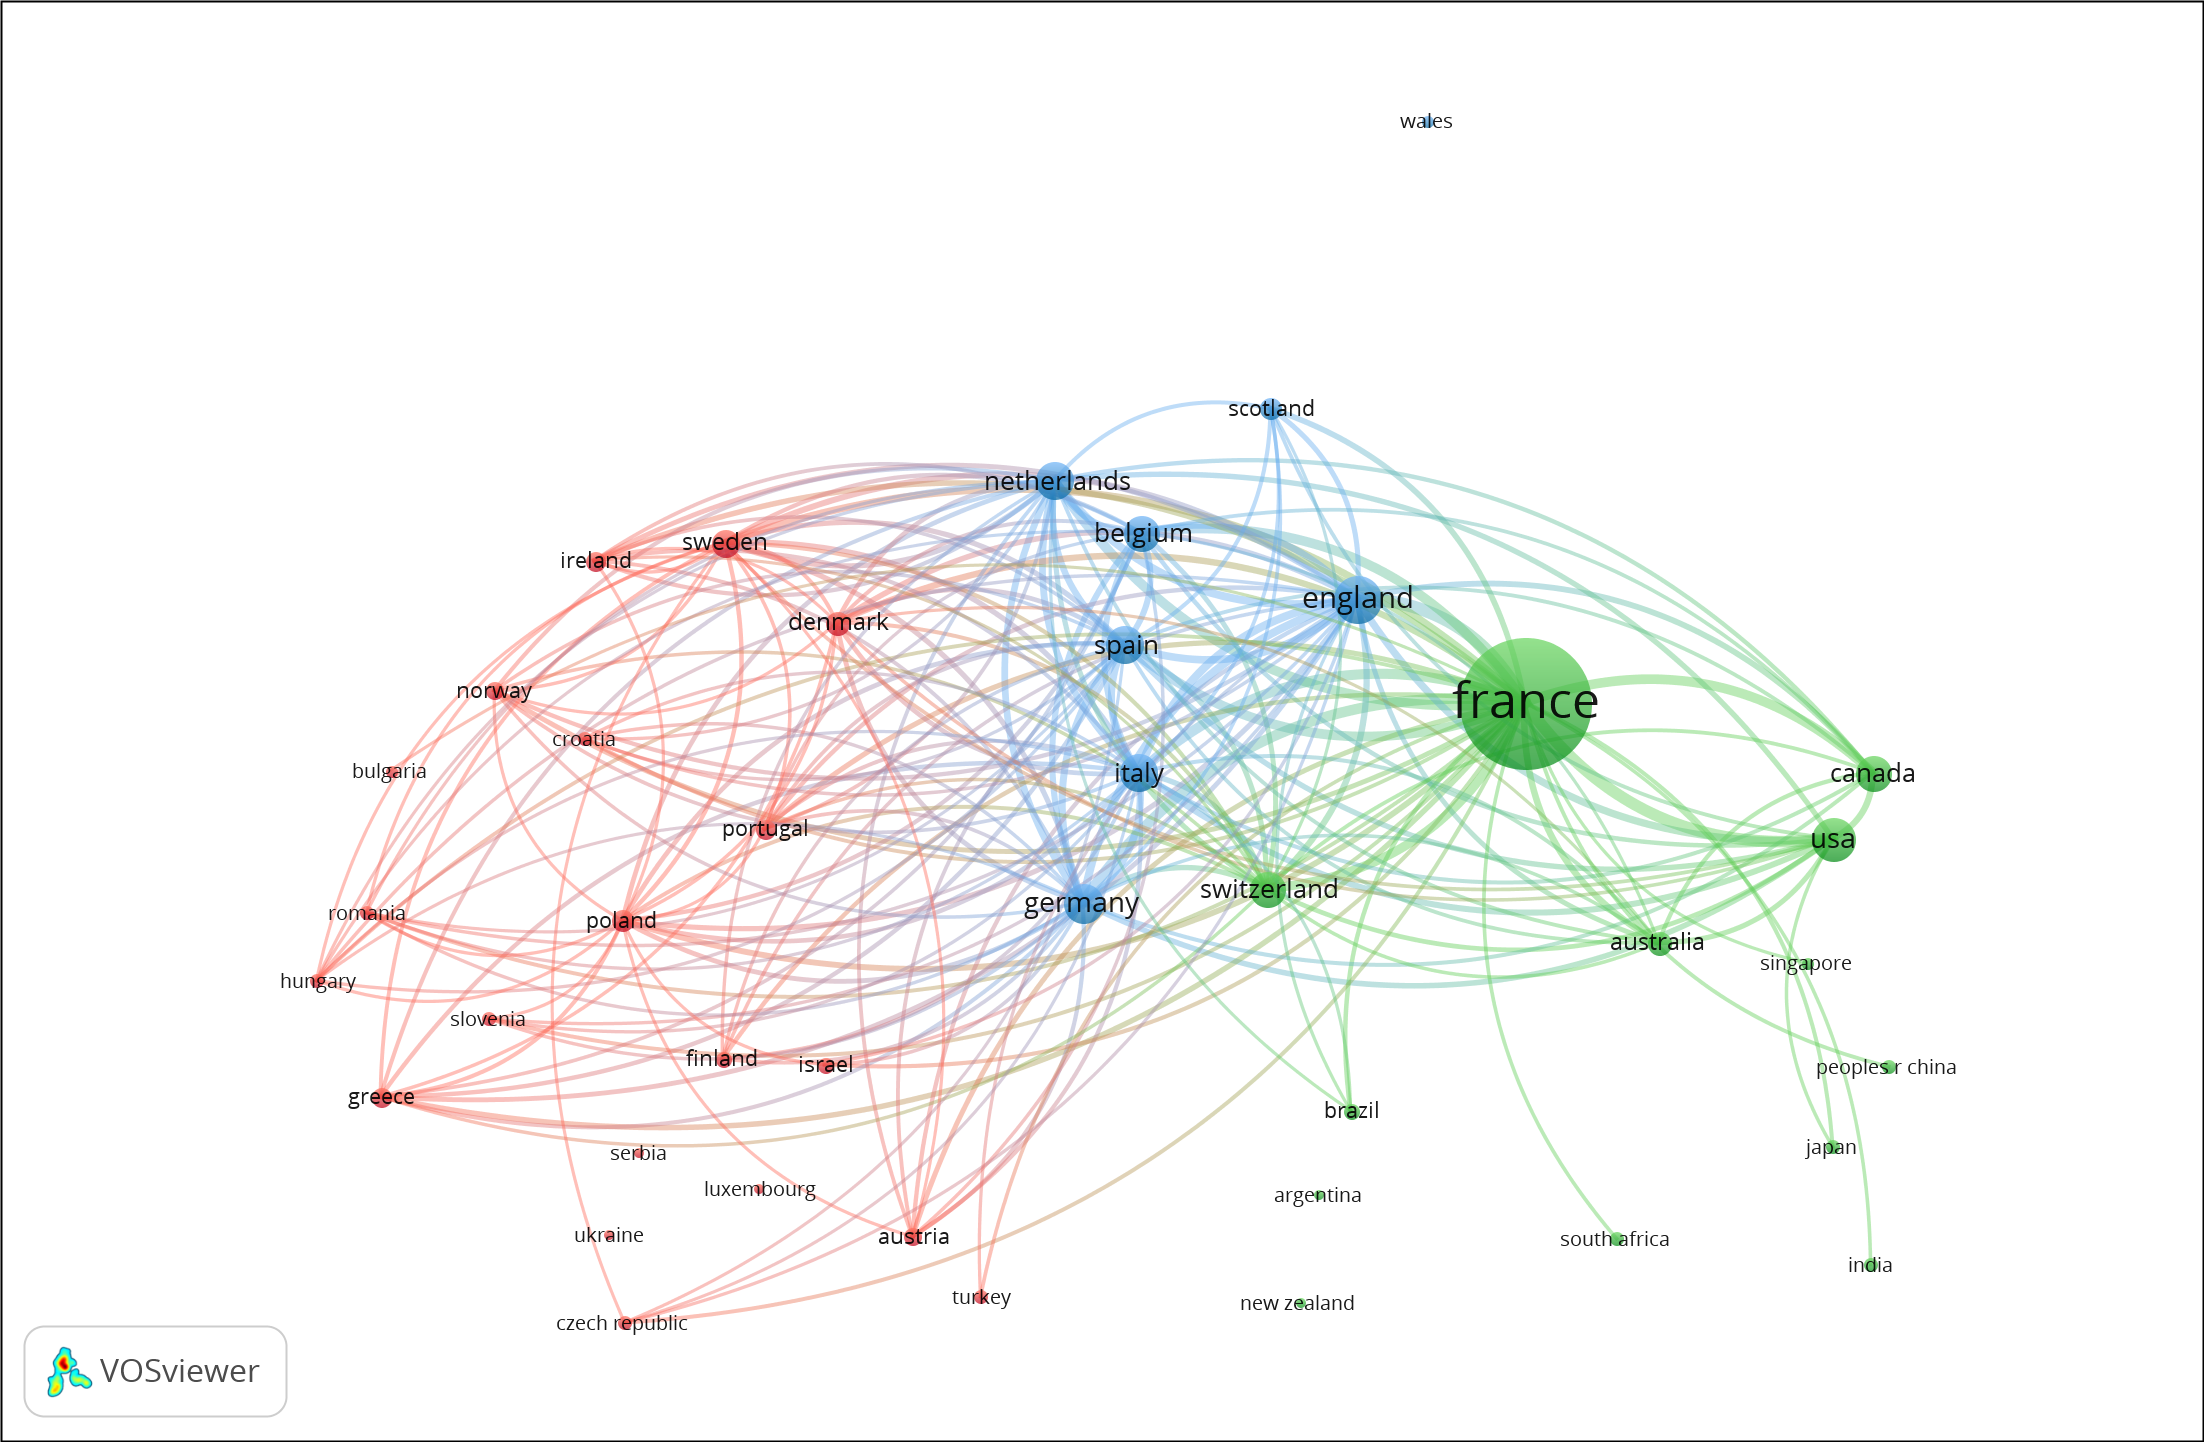 wales
scotland
netherlands
belgium
sweden
ireland
england
denmark
spain
norway
france
croatia
bulgaria
italy
canada
portugal
usa
switzerland
germany
romania
poland
australia
singapore
hungary
slovenia
finland
israel
peoples r china
greece
brazil
japan
serbia
luxembourg
argentina
ukraine
austria
south africa
india
turkey
new zealand
czech republic
VOSviewer